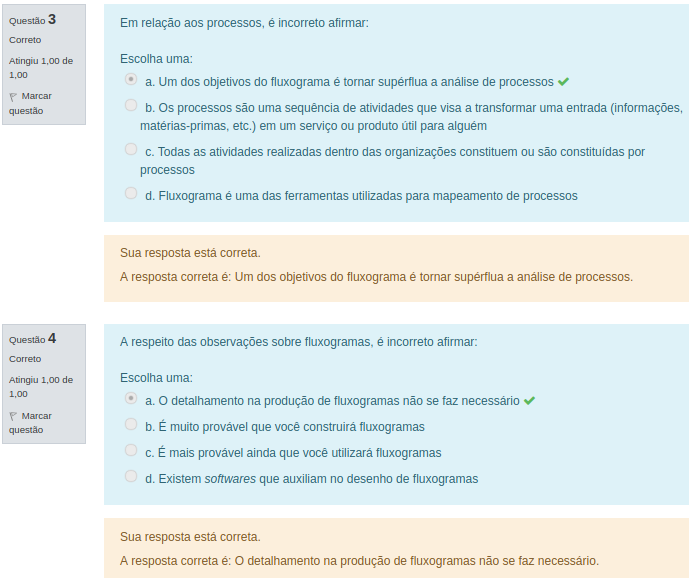 Questão 3
Correto
Atingiu 1,00 de
1,00
Marcar
questão
Em relação aos processos, é incorreto afirmar:
Escolha uma:
a. Um dos objetivos do fluxograma é tornar supérflua a análise de processos
b. Os processos são uma sequência de atividades que visa a transformar uma entrada (informações,
matérias-primas, etc.) em um serviço ou produto útil para alguém
c. Todas as atividades realizadas dentro das organizações constituem ou são constituídas por
processos
d. Fluxograma é uma das ferramentas utilizadas para mapeamento de processos
Sua resposta está correta.
A resposta correta é: Um dos objetivos do fluxograma é tornar supérflua a análise de processos.
Questão 4
Correto
Atingiu 1,00 de
1,00
Marcar
questão
A respeito das observações sobre fluxogramas, é incorreto afirmar:
Escolha uma:
a. O detalhamento na produção de fluxogramas não se faz necessário
b. É muito provável que você construirá fluxogramas
c. É mais provável ainda que você utilizará fluxogramas
d. Existem softwares que auxiliam no desenho de fluxogramas
Sua resposta está correta.
A resposta correta é: O detalhamento na produção de fluxogramas não se faz necessário.